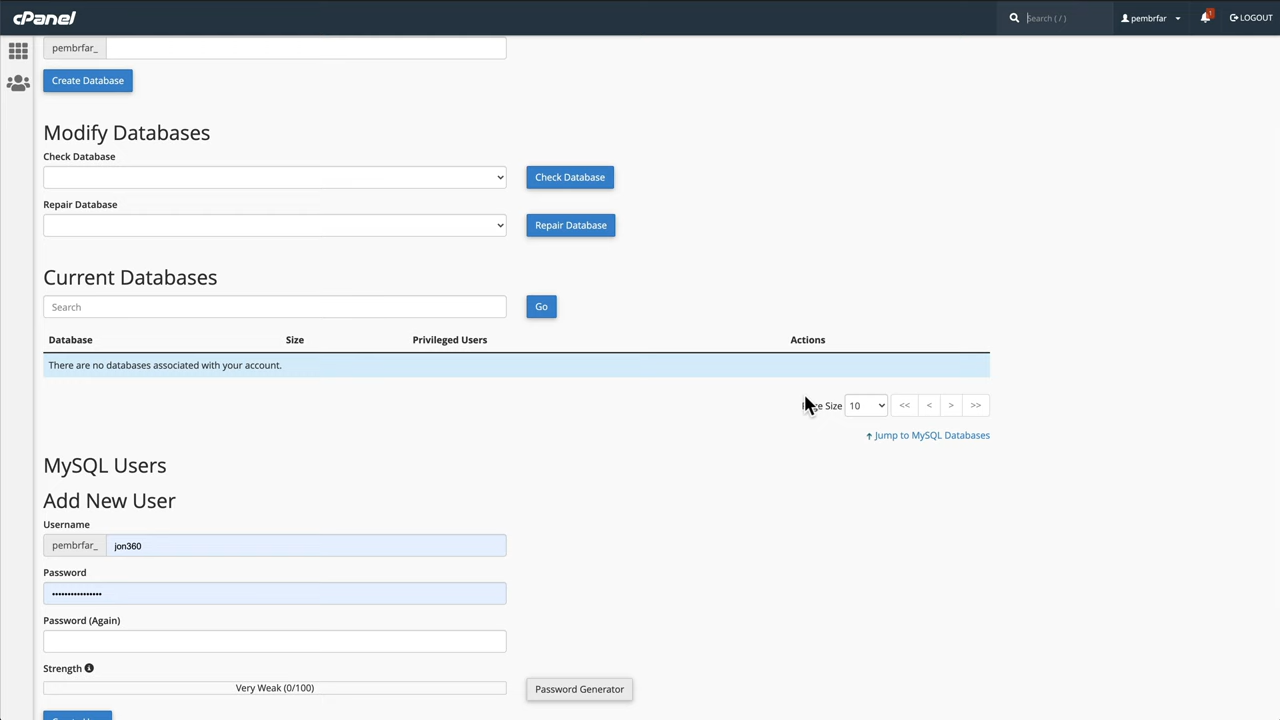 cPanel
Search ( / )
pembrfar
1
LOGOUT
pembrfar_
Create Database
Modify Databases
Check Database
Check Database
Repair Database
Repair Database
Current Databases
Search
Go
Database Size Privileged Users Actions
There are no databases associated with your account.
Size 10 << < > >>
Jump to MySQL Databases
MySQL Users
Add New User
Username
pembrfar_ jon360
Password
•••••••••••••••
Password (Again)
Strength
Very Weak (0/100)
Password Generator